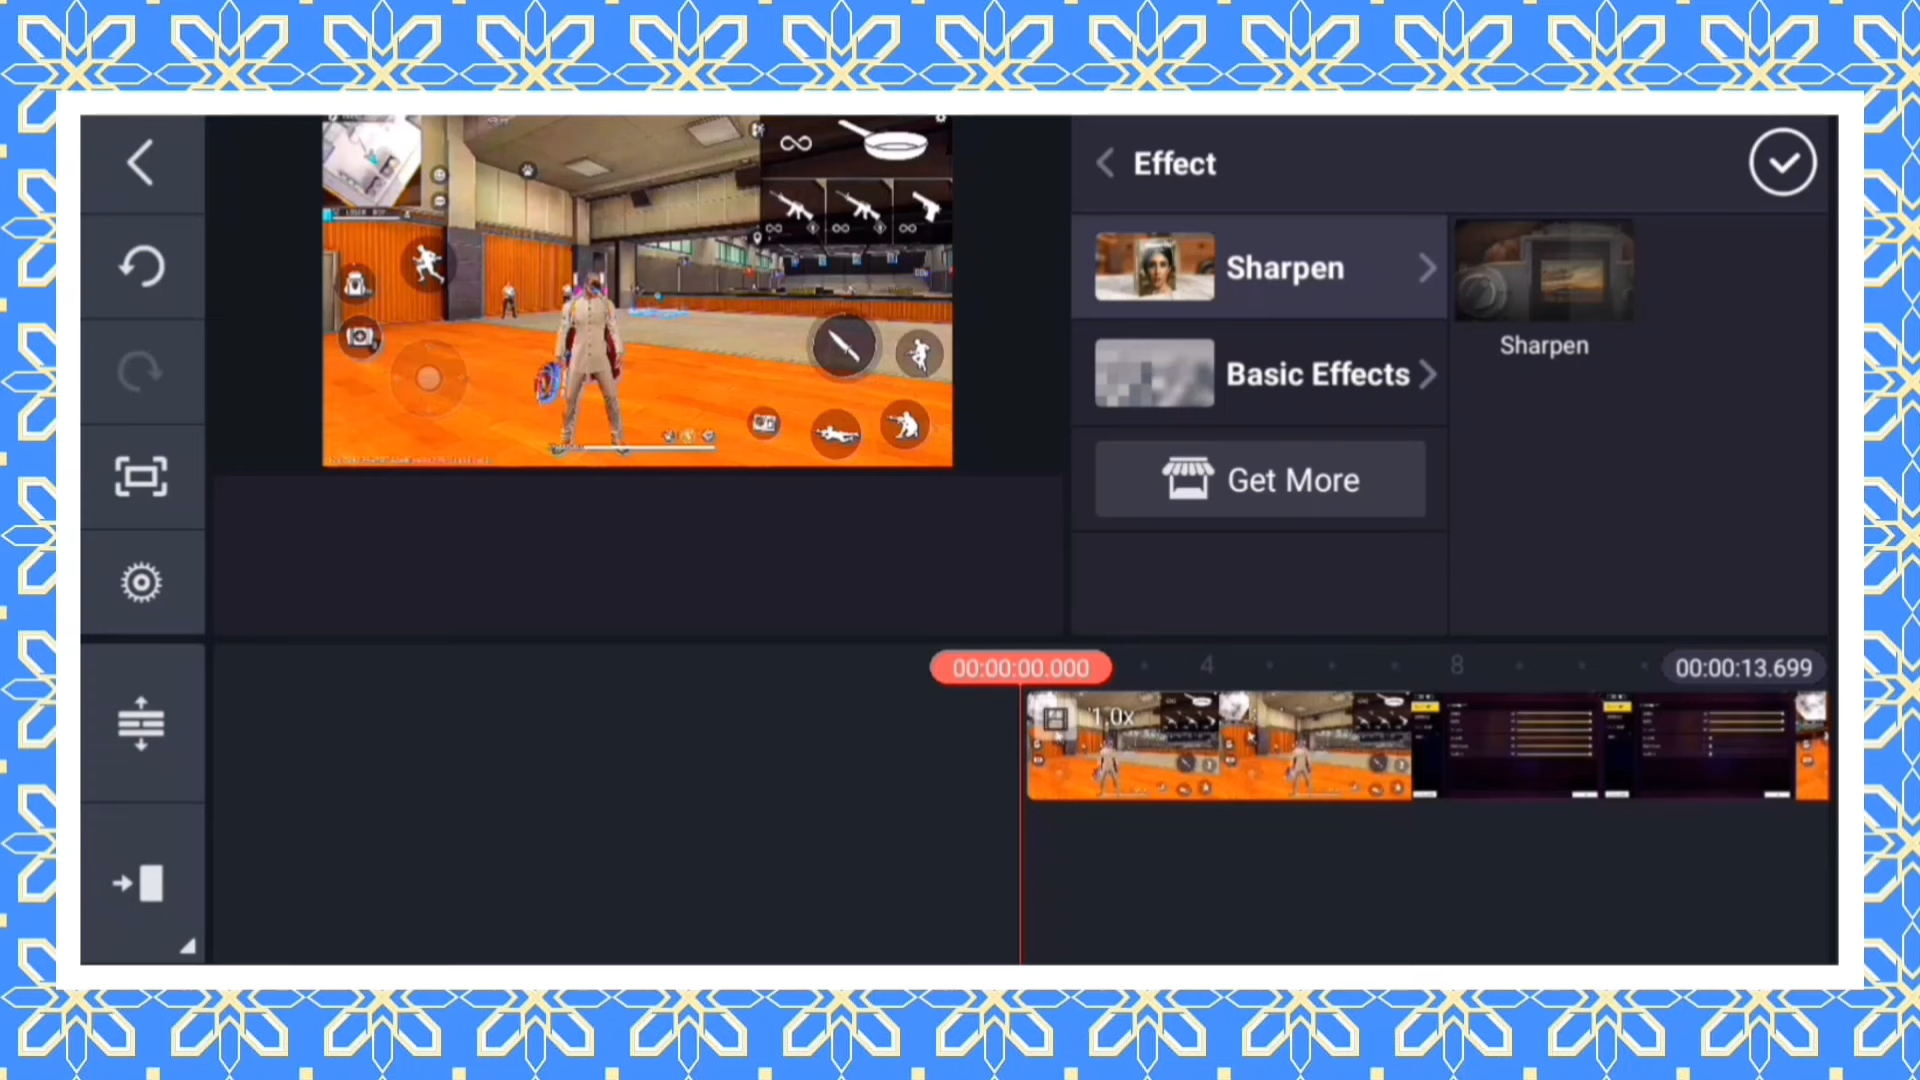 Effect
Sharpen
Sharpen
Basic Effects
Get More
00:00:00.000
4
8
00:00:13.699
1.0x